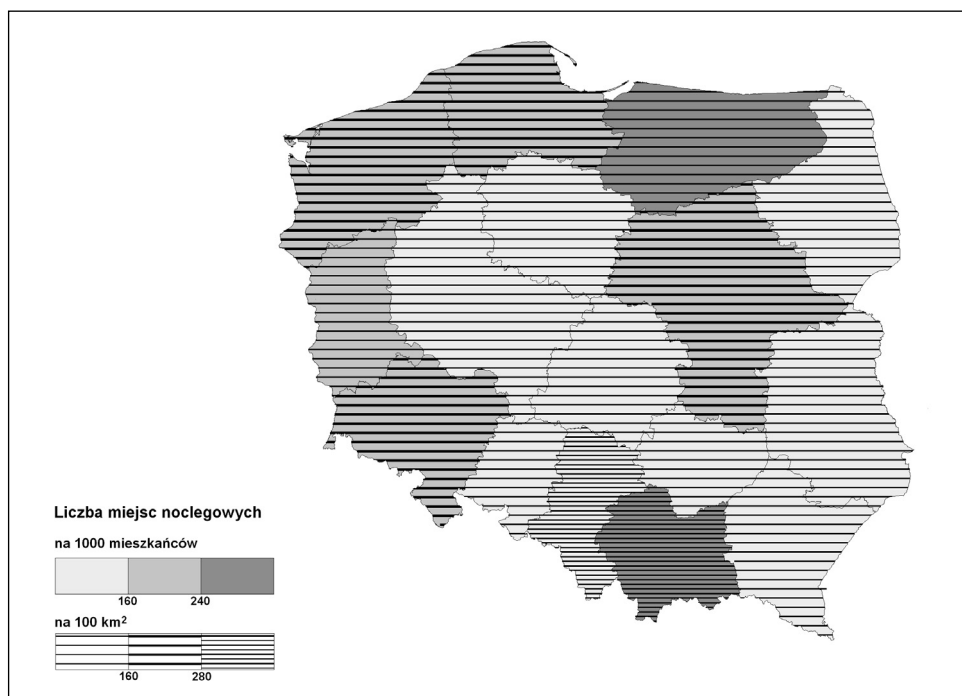 Liczba miejsc noclegowych
na 1000 mieszkańców
160 240
na 100 km²
160 280